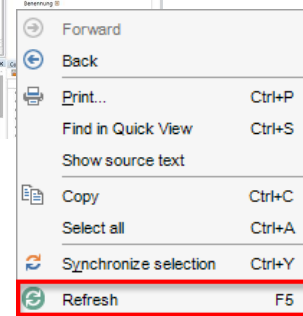 Benennung
Forward
Back
Print... Ctrl+P
Find in Quick View Ctrl+S
Show source text
Copy Ctrl+C
Select all Ctrl+A
Synchronize selection Ctrl+Y
Refresh F5